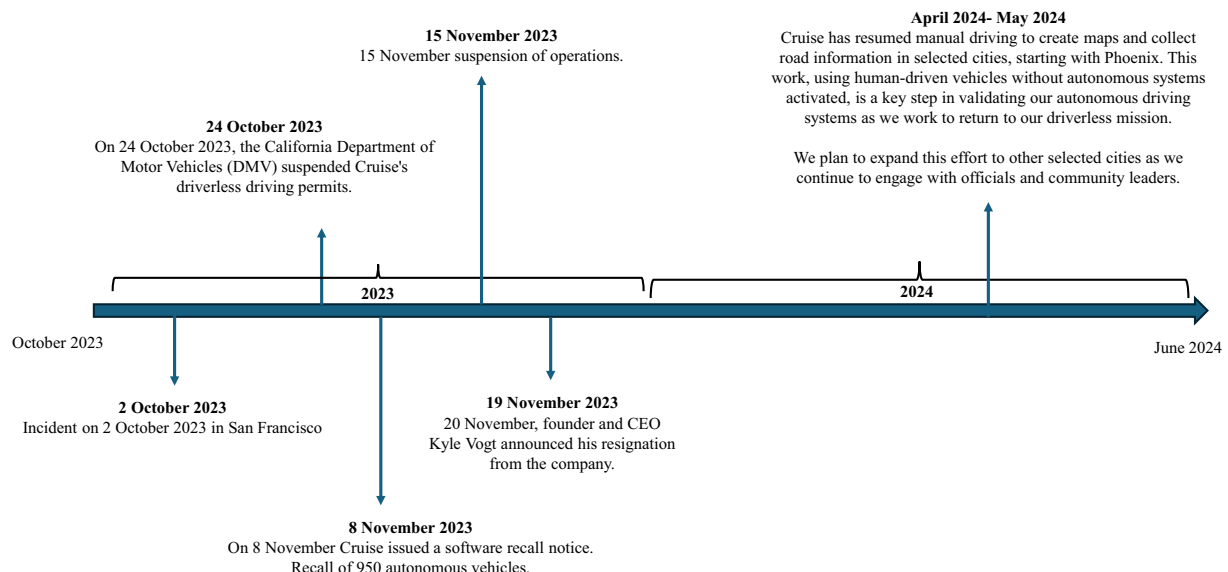 April 2024- May 2024
Cruise has resumed manual driving to create maps and collect
road information in selected cities, starting with Phoenix. This
work, using human-driven vehicles without autonomous systems
activated, is a key step in validating our autonomous driving
systems as we work to return to our driverless mission.
We plan to expand this effort to other selected cities as we
continue to engage with officials and community leaders.
15 November 2023
15 November suspension of operations.
24 October 2023
On 24 October 2023, the California Department of
Motor Vehicles (DMV) suspended Cruise's
driverless driving permits.
2023
2024
October 2023
June 2024
2 October 2023
Incident on 2 October 2023 in San Francisco
19 November 2023
20 November, founder and CEO
Kyle Vogt announced his resignation
from the company.
8 November 2023
On 8 November Cruise issued a software recall notice.
Recall of 950 autonomous vehicles.